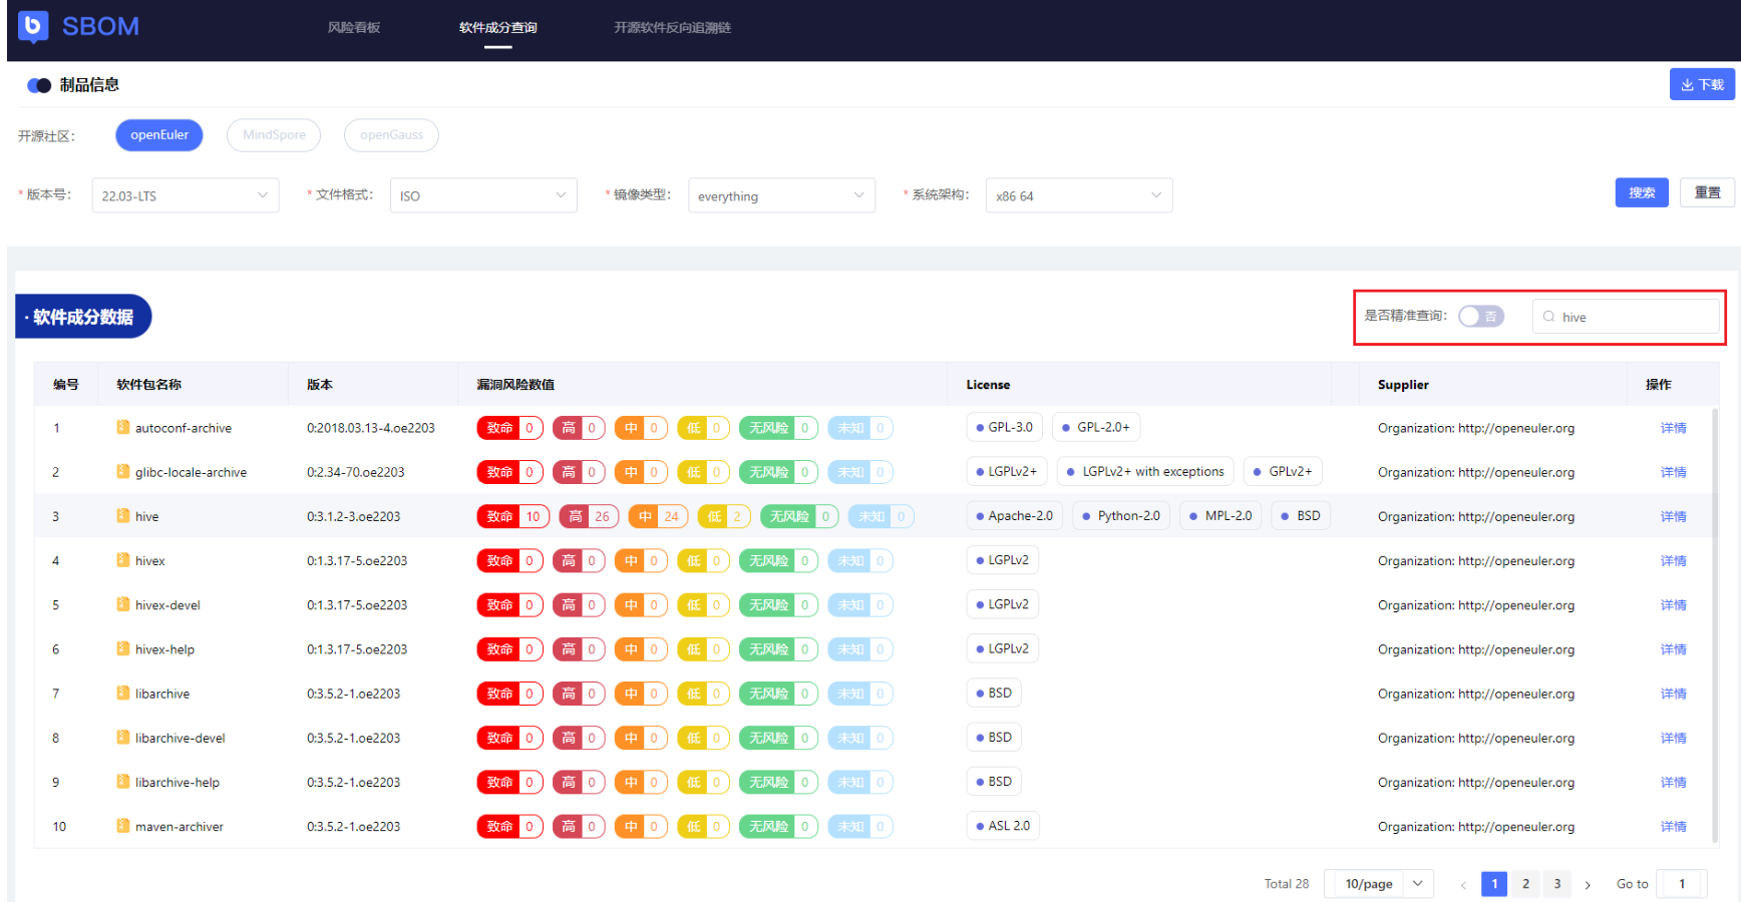 SBOM 风险看板 软件成分查询 开源软件反向追溯链
制品信息 下载
开源社区： openEuler MindSpore openGauss
* 版本号： 22.03-LTS * 文件格式： ISO * 镜像类型： everything * 系统架构： x86 64 搜索 重置
· 软件成分数据 是否精准查询： 否 hive
编号 软件包名称 版本 漏洞风险数值 License Supplier 操作
1 autoconf-archive 0:2018.03.13-4.oe2203 致命 0 高 0 中 0 低 0 无风险 0 未知 0 GPL-3.0 GPL-2.0+ Organization: http://openeuler.org 详情
2 glibc-locale-archive 0:2.34-70.oe2203 致命 0 高 0 中 0 低 0 无风险 0 未知 0 LGPLv2+ LGPLv2+ with exceptions GPLv2+ Organization: http://openeuler.org 详情
3 hive 0:3.1.2-3.oe2203 致命 10 高 26 中 24 低 2 无风险 0 未知 0 Apache-2.0 Python-2.0 MPL-2.0 BSD Organization: http://openeuler.org 详情
4 hivex 0:1.3.17-5.oe2203 致命 0 高 0 中 0 低 0 无风险 0 未知 0 LGPLv2 Organization: http://openeuler.org 详情
5 hivex-devel 0:1.3.17-5.oe2203 致命 0 高 0 中 0 低 0 无风险 0 未知 0 LGPLv2 Organization: http://openeuler.org 详情
6 hivex-help 0:1.3.17-5.oe2203 致命 0 高 0 中 0 低 0 无风险 0 未知 0 LGPLv2 Organization: http://openeuler.org 详情
7 libarchive 0:3.5.2-1.oe2203 致命 0 高 0 中 0 低 0 无风险 0 未知 0 BSD Organization: http://openeuler.org 详情
8 libarchive-devel 0:3.5.2-1.oe2203 致命 0 高 0 中 0 低 0 无风险 0 未知 0 BSD Organization: http://openeuler.org 详情
9 libarchive-help 0:3.5.2-1.oe2203 致命 0 高 0 中 0 低 0 无风险 0 未知 0 BSD Organization: http://openeuler.org 详情
10 maven-archiver 0:3.5.2-1.oe2203 致命 0 高 0 中 0 低 0 无风险 0 未知 0 ASL 2.0 Organization: http://openeuler.org 详情
Total 28 10/page 1 2 3 Go to 1